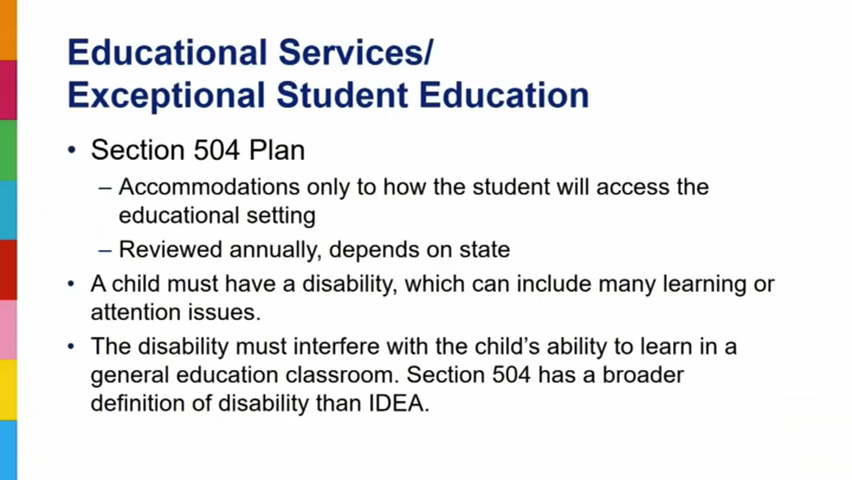 Educational Services/
Exceptional Student Education
• Section 504 Plan
– Accommodations only to how the student will access the
educational setting
– Reviewed annually, depends on state
• A child must have a disability, which can include many learning or
attention issues.
• The disability must interfere with the child’s ability to learn in a
general education classroom. Section 504 has a broader
definition of disability than IDEA.